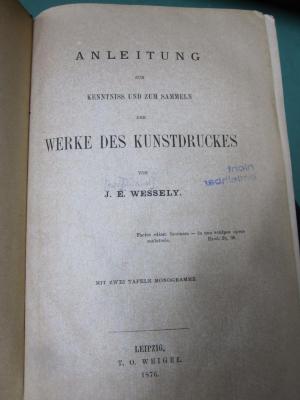 ANLEITUNG
ZUR
KENNTNISS UND ZUM SAMMELN
DER
WERKE DES KUNSTDRUCKES
VON
J. E. WESSELY.
MIT ZWEI TAFELN MONOGRAMME.
LEIPZIG,
T. O. WEIGEL.
1876.